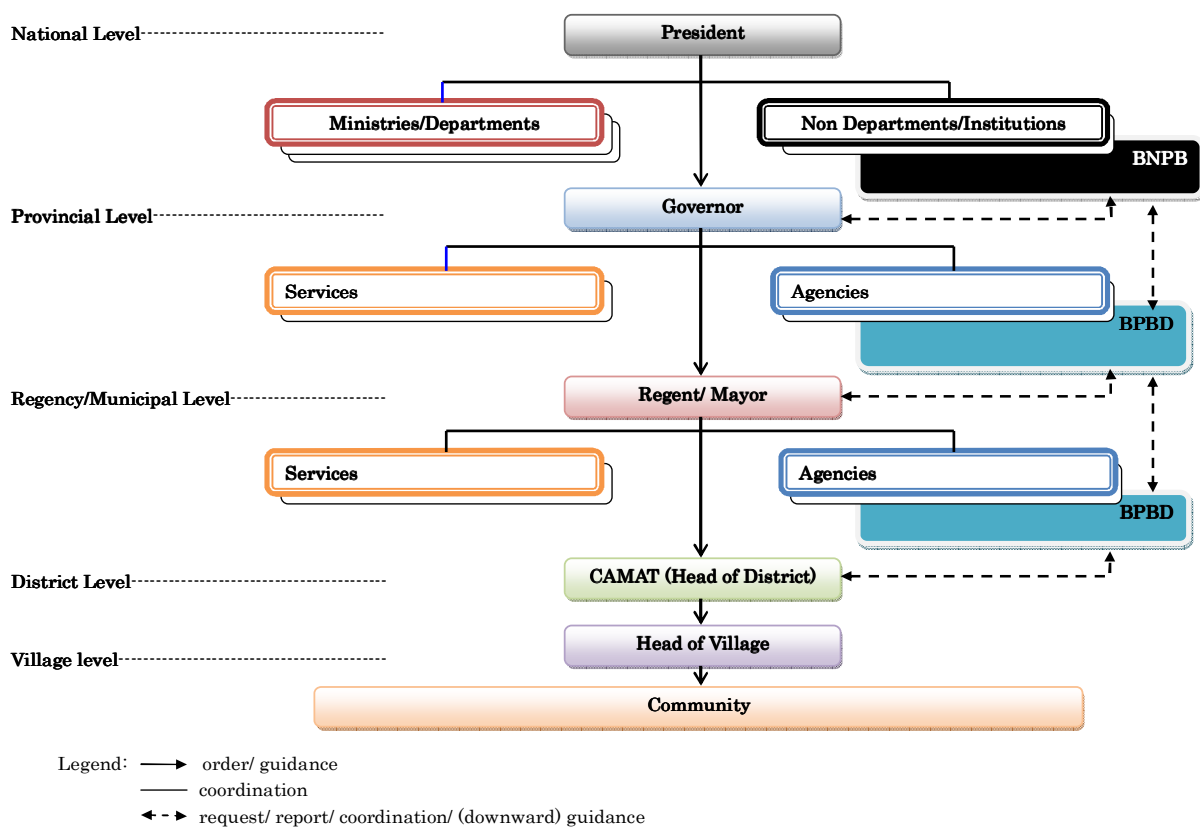 National Level
President
Ministries/Departments
Non Departments/Institutions
BNPB
Provincial Level
Governor
Services
Agencies
BPBD
Regency/Municipal Level
Regent/ Mayor
Services
Agencies
BPBD
District Level
CAMAT (Head of District)
Village level
Head of Village
Community
Legend:
order/ guidance
coordination
request/ report/ coordination/ (downward) guidance